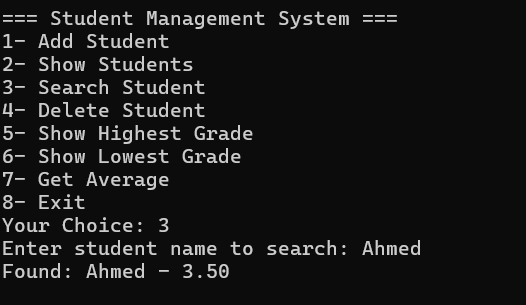 === Student Management System ===
1- Add Student
2- Show Students
3- Search Student
4- Delete Student
5- Show Highest Grade
6- Show Lowest Grade
7- Get Average
8- Exit
Your Choice: 3
Enter student name to search: Ahmed
Found: Ahmed - 3.50